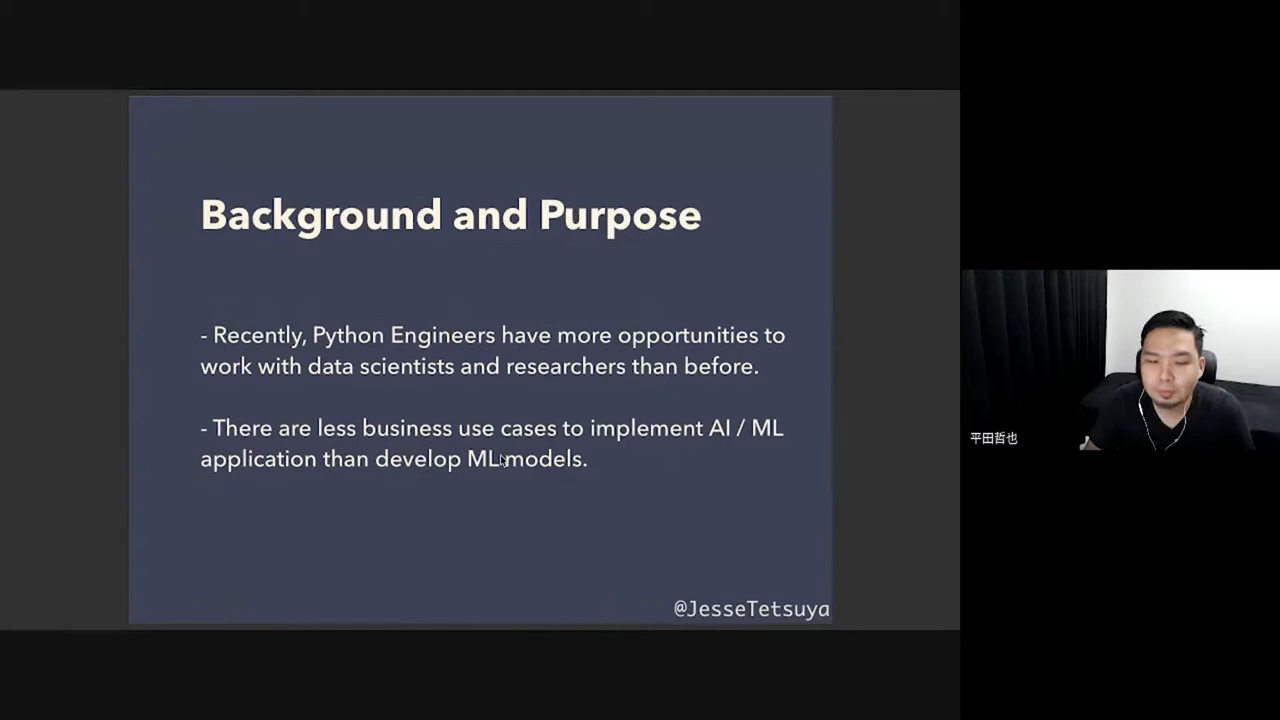 Background and Purpose
- Recently, Python Engineers have more opportunities to
work with data scientists and researchers than before.
- There are less business use cases to implement AI / ML
application than develop ML models.
@JesseTetsuya
平田哲也